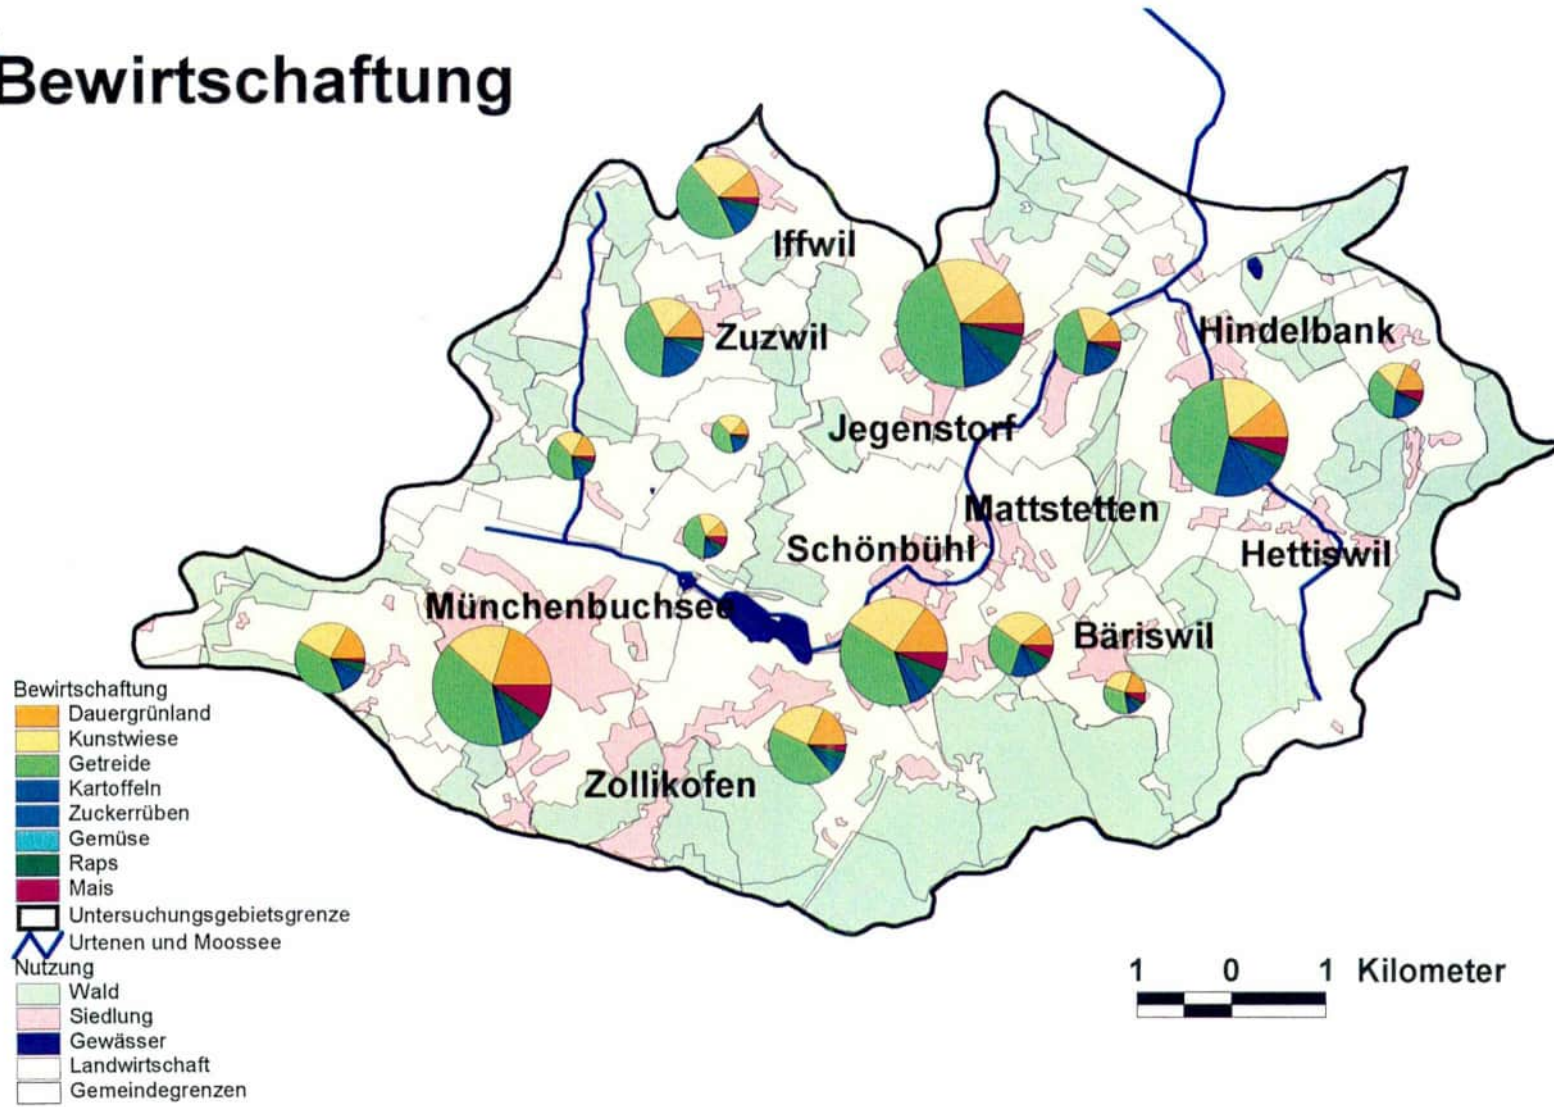 Bewirtschaftung
Iffwil
Zuzwil
Hindelbank
Jegenstorf
Mattstetten
Schönbühl
Hettiswil
Münchenbuchsee
Bäriswil
Zollikofen
Bewirtschaftung
Dauergrünland
Kunstwiese
Getreide
Kartoffeln
Zuckerrüben
Gemüse
Raps
Mais
Untersuchungsgebietsgrenze
Urtenen und Moossee
Nutzung
Wald
Siedlung
Gewässer
Landwirtschaft
Gemeindegrenzen
1 0 1 Kilometer